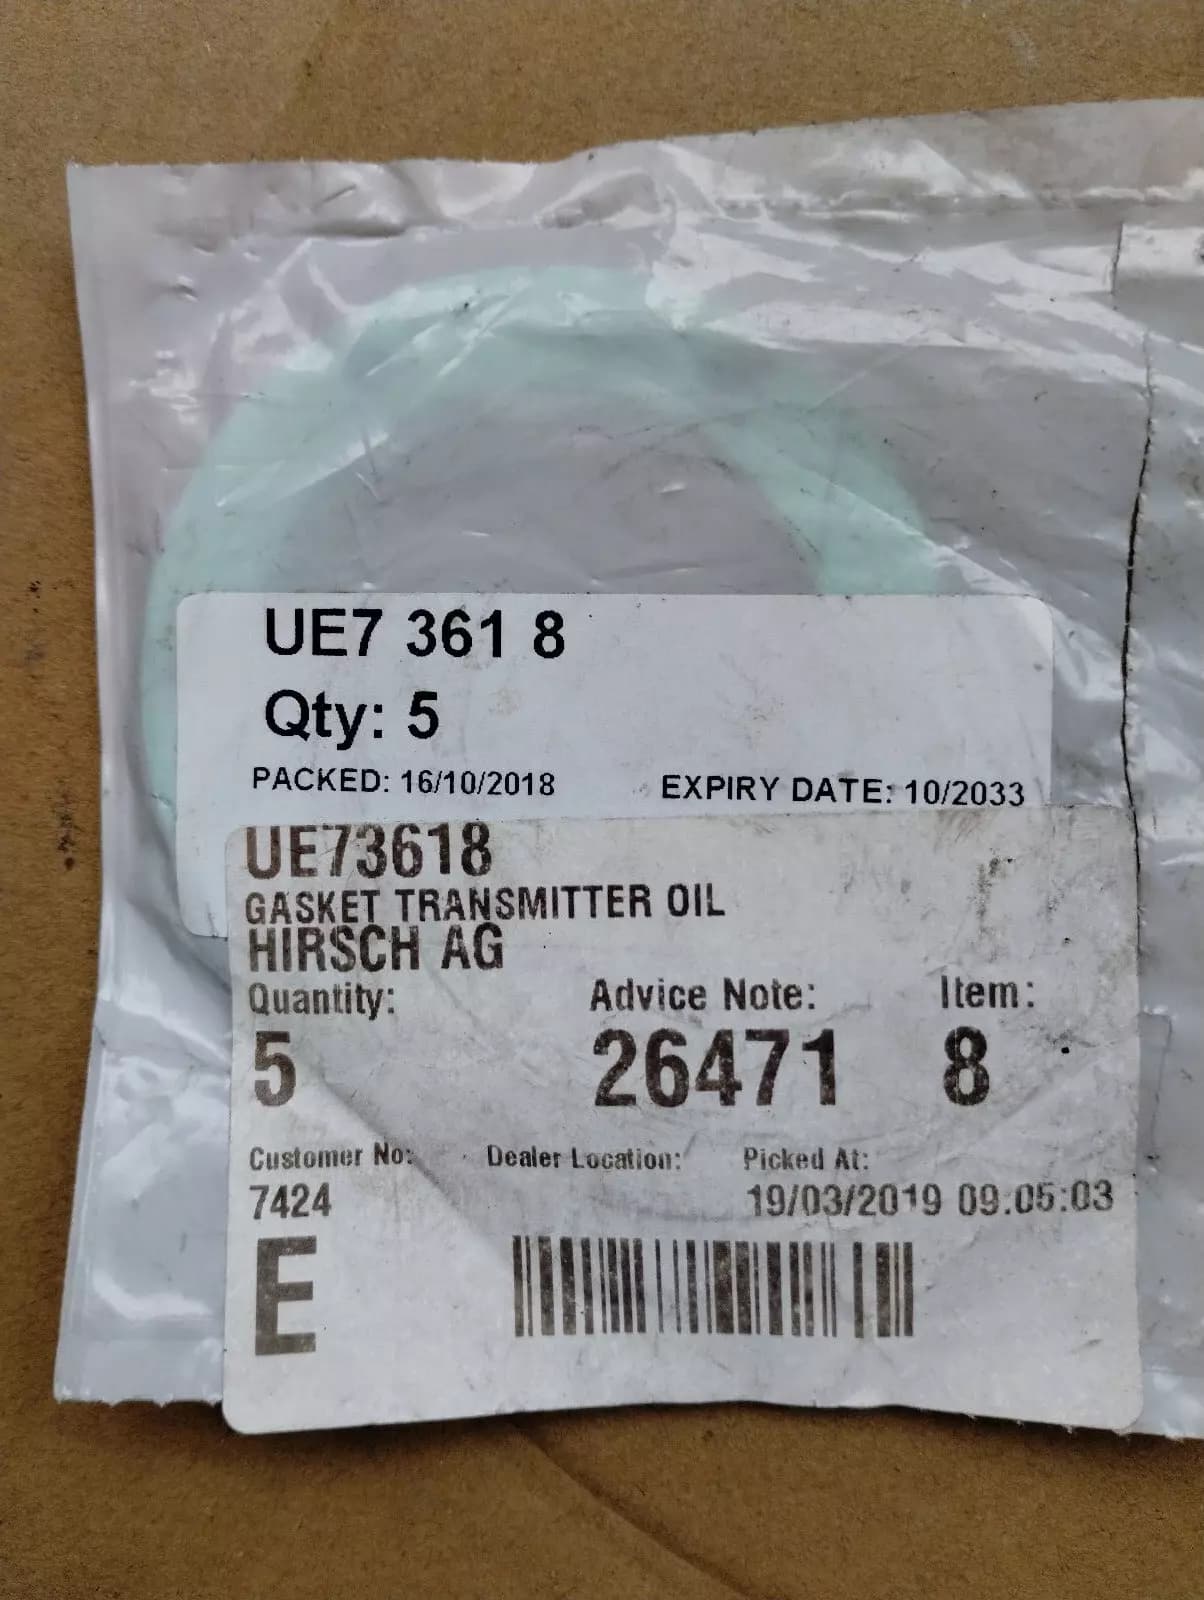 UE7 361 8
Qty: 5
PACKED: 16/10/2018 EXPIRY DATE: 10/2033
UE73618
GASKET TRANSMITTER OIL
HIRSCH AG
Quantity: Advice Note: Item:
5 26471 8
Customer No: Dealer Location: Picked At:
7424 19/03/2019 09:05:03
E